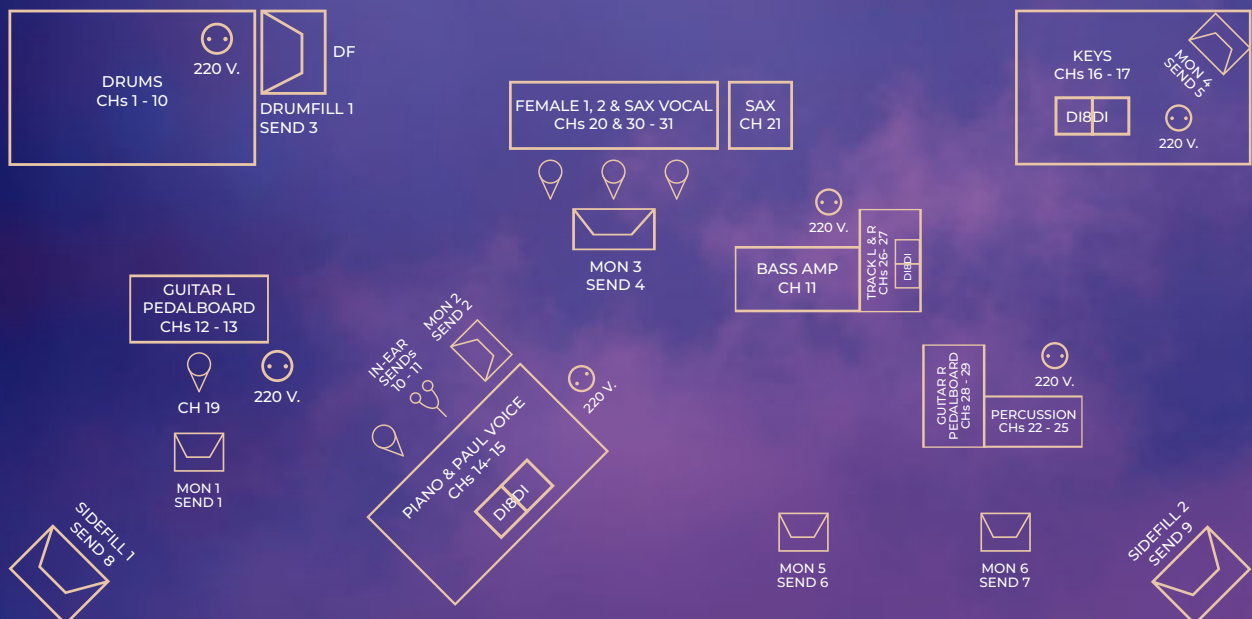 220 V.
DRUMS
CHs 1 - 10
DF
DRUMFILL 1
SEND 3
FEMALE 1, 2 & SAX VOCAL
CHs 20 & 30 - 31
SAX
CH 21
KEYS
CHs 16 - 17
MON 4
SEND 5
DI8DI
220 V.
MON 3
SEND 4
220 V.
BASS AMP
CH 11
TRACK L & R
CHs 26- 27
DI8DI
GUITAR L
PEDALBOARD
CHs 12 - 13
CH 19
220 V.
MON 1
SEND 1
IN-EAR
SENDs
10 - 11
MON 2
SEND 2
220 V.
PIANO & PAUL VOICE
CHs 14- 15
DI8DI
GUITAR R
PEDALBOARD
CHs 28 - 29
220 V.
PERCUSSION
CHs 22 - 25
SIDEFILL 1
SEND 8
MON 5
SEND 6
MON 6
SEND 7
SIDEFILL 2
SEND 9